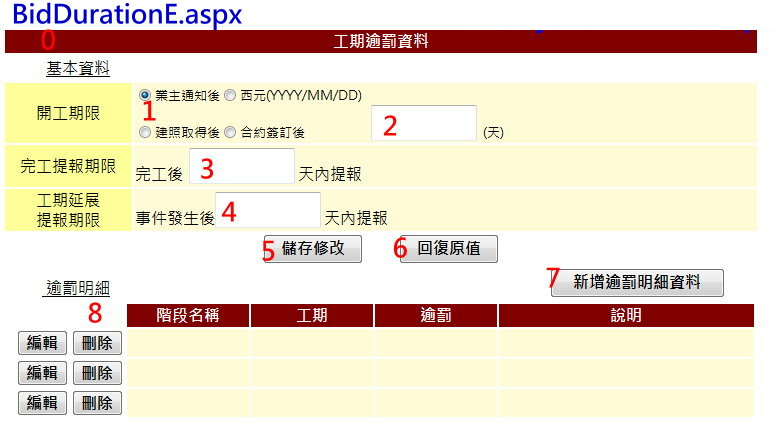 BidDurationE.aspx
0 工期逾罰資料
基本資料
開工期限 1 業主通知後 西元(YYYY/MM/DD)
建照取得後 合約簽訂後 2 (天)
完工提報期限 完工後 3 天內提報
工期延展
提報期限 事件發生後 4 天內提報
5 儲存修改 6 回復原值
7 新增逾罰明細資料
逾罰明細
8 階段名稱 工期 逾罰 說明
編輯 刪除
編輯 刪除
編輯 刪除